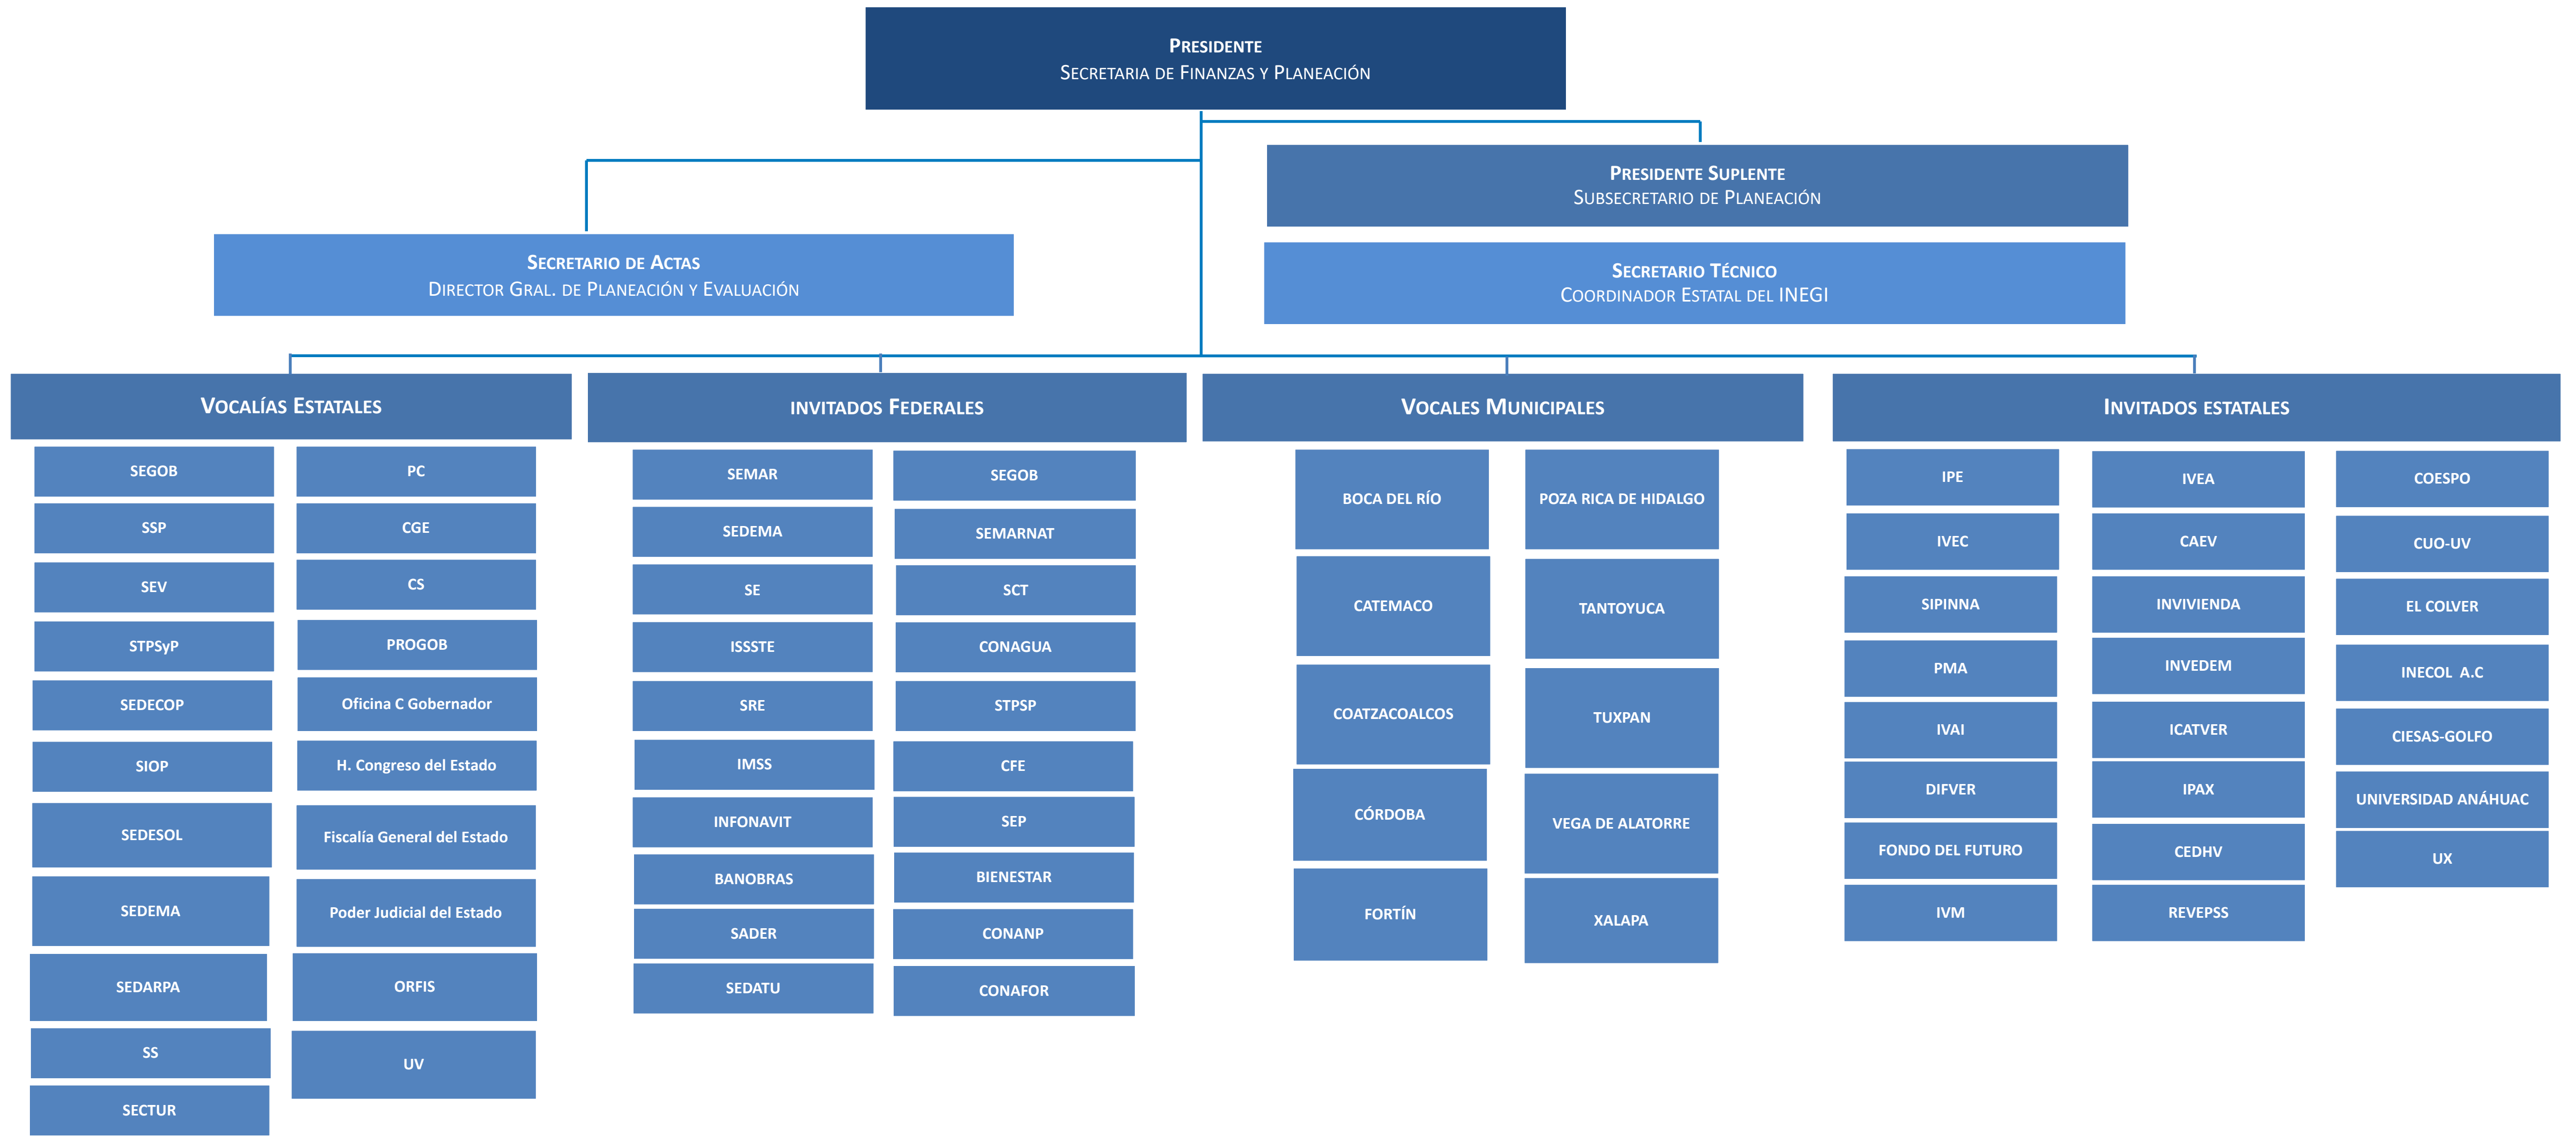 Presidente
Secretaria de Finanzas y Planeación
Presidente Suplente
Subsecretario de Planeación
Secretario de Actas
Director Gral. de Planeación y Evaluación
Secretario Técnico
Coordinador Estatal del INEGI
Vocalías Estatales
SEGOB
SSP
SEV
STPSyP
SEDECOP
SIOP
SEDESOL
SEDEMA
SEDARPA
SS
SECTUR
PC
CGE
CS
PROGOB
Oficina C Gobernador
H. Congreso del Estado
Fiscalía General del Estado
Poder Judicial del Estado
ORFIS
UV
invitados Federales
SEMAR
SEDEMA
SE
ISSSTE
SRE
IMSS
INFONAVIT
BANOBRAS
SADER
SEDATU
SEGOB
SEMARNAT
SCT
CONAGUA
STPSP
CFE
SEP
BIENESTAR
CONANP
CONAFOR
Vocales Municipales
BOCA DEL RÍO
CATEMACO
COATZACOALCOS
CÓRDOBA
FORTÍN
POZA RICA DE HIDALGO
TANTOYUCA
TUXPAN
VEGA DE ALATORRE
XALAPA
Invitados estatales
IPE
IVEC
SIPINNA
PMA
IVAI
DIFVER
FONDO DEL FUTURO
IVM
IVEA
CAEV
INVIVIENDA
INVEDEM
ICATVER
IPAX
CEDHV
REVEPSS
COESPO
CUO-UV
EL COLVER
INECOL A.C
CIESAS-GOLFO
UNIVERSIDAD ANÁHUAC
UX